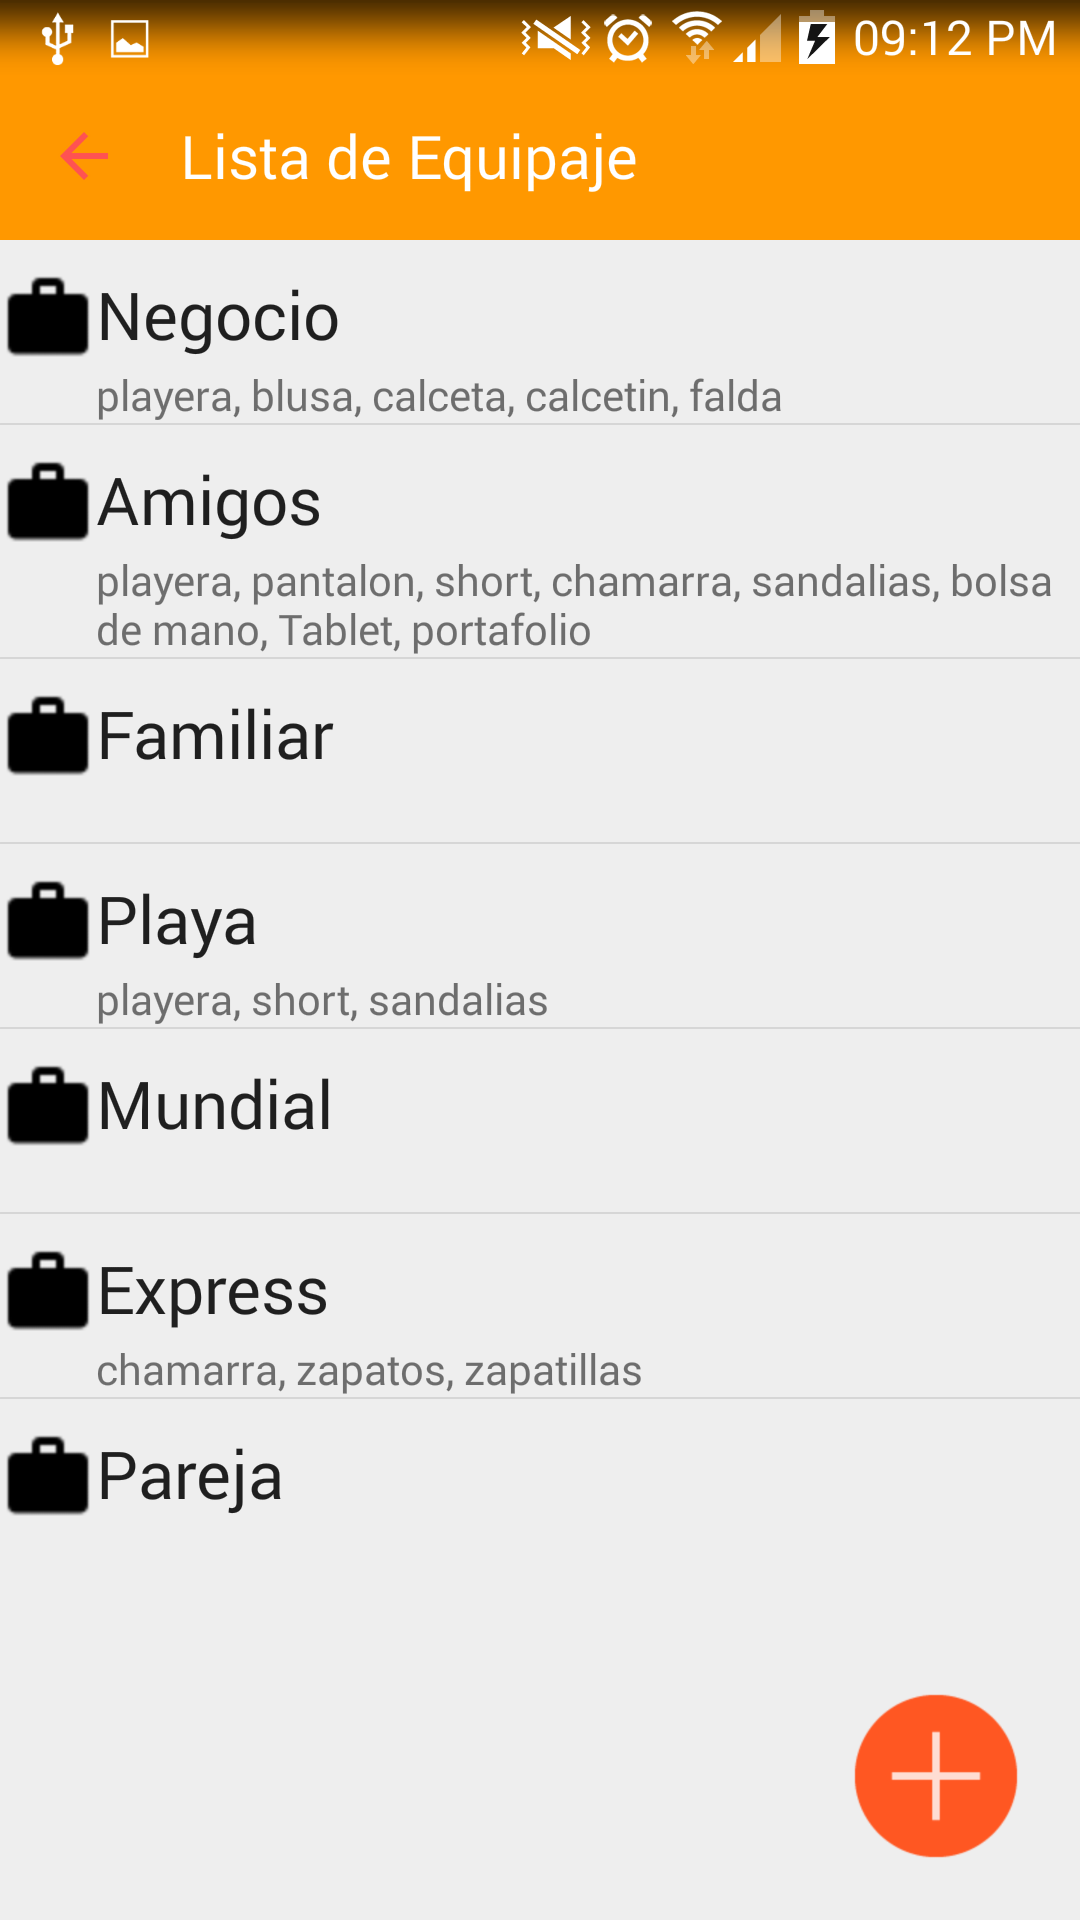 09:12 PM
Lista de Equipaje
Negocio
playera, blusa, calceta, calcetin, falda
Amigos
playera, pantalon, short, chamarra, sandalias, bolsa
de mano, Tablet, portafolio
Familiar
Playa
playera, short, sandalias
Mundial
Express
chamarra, zapatos, zapatillas
Pareja